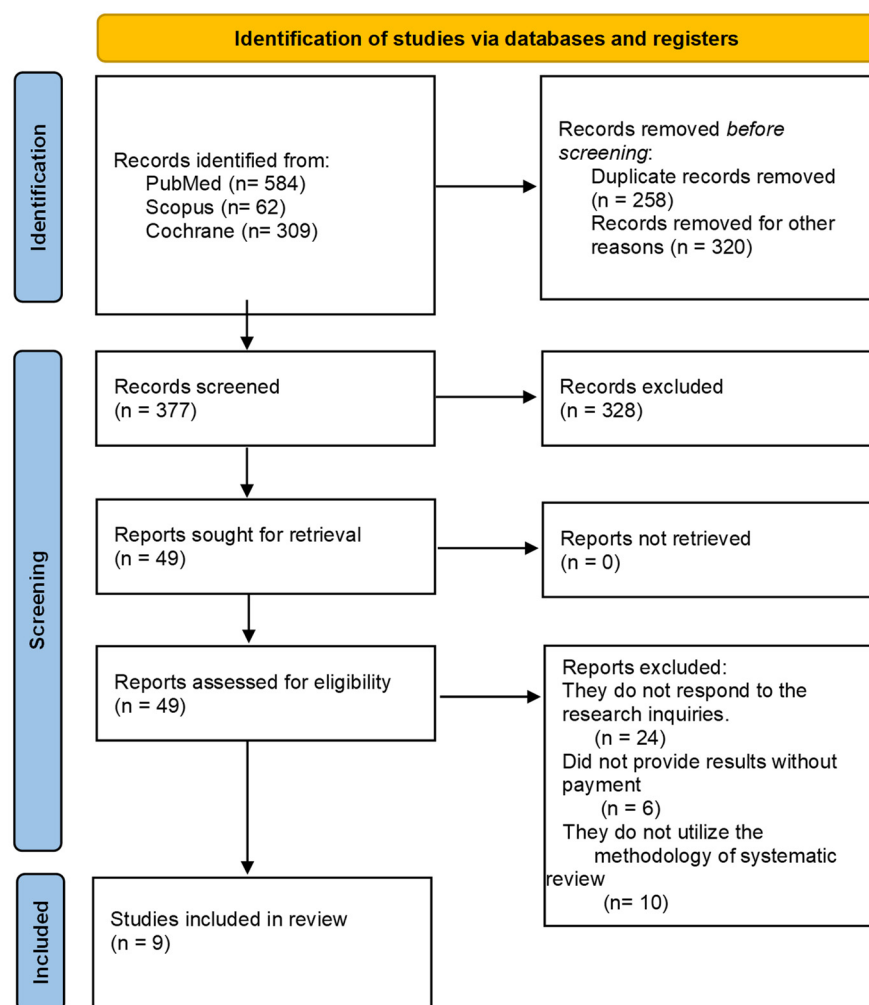 Identification of studies via databases and registers
Identification
Records identified from:
PubMed (n= 584)
Scopus (n= 62)
Cochrane (n= 309)
Records removed before
screening:
Duplicate records removed
(n = 258)
Records removed for other
reasons (n = 320)
Screening
Records screened
(n = 377)
Records excluded
(n = 328)
Reports sought for retrieval
(n = 49)
Reports not retrieved
(n = 0)
Reports assessed for eligibility
(n = 49)
Reports excluded:
They do not respond to the
research inquiries.
(n = 24)
Did not provide results without
payment
(n = 6)
They do not utilize the
methodology of systematic
review
(n= 10)
Included
Studies included in review
(n = 9)